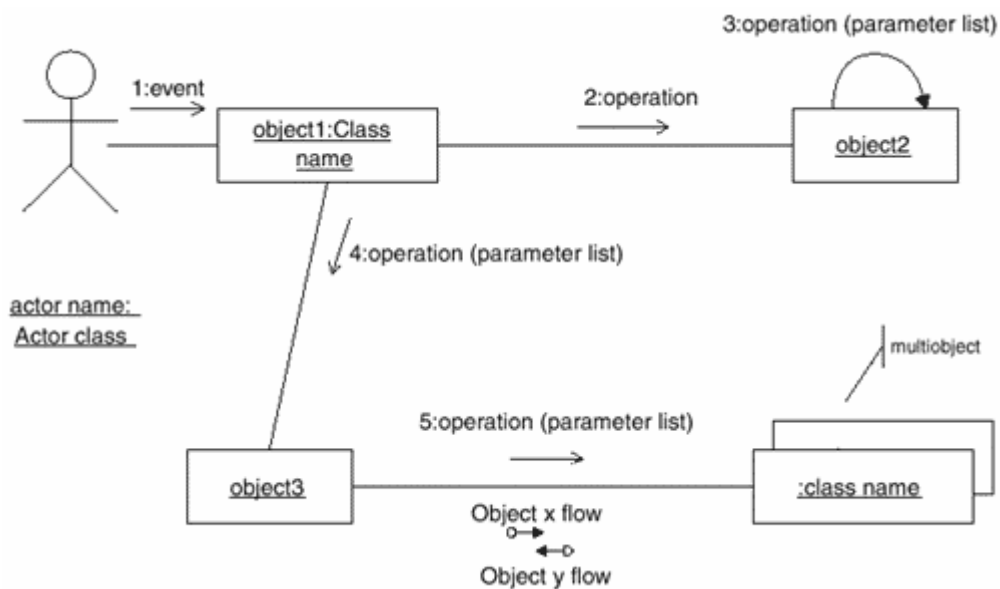 3:operation (parameter list)
1:event
2:operation
object1:Class
name
object2
4:operation (parameter list)
actor name:
Actor class
multiobject
5:operation (parameter list)
object3
:class name
Object x flow
Object y flow